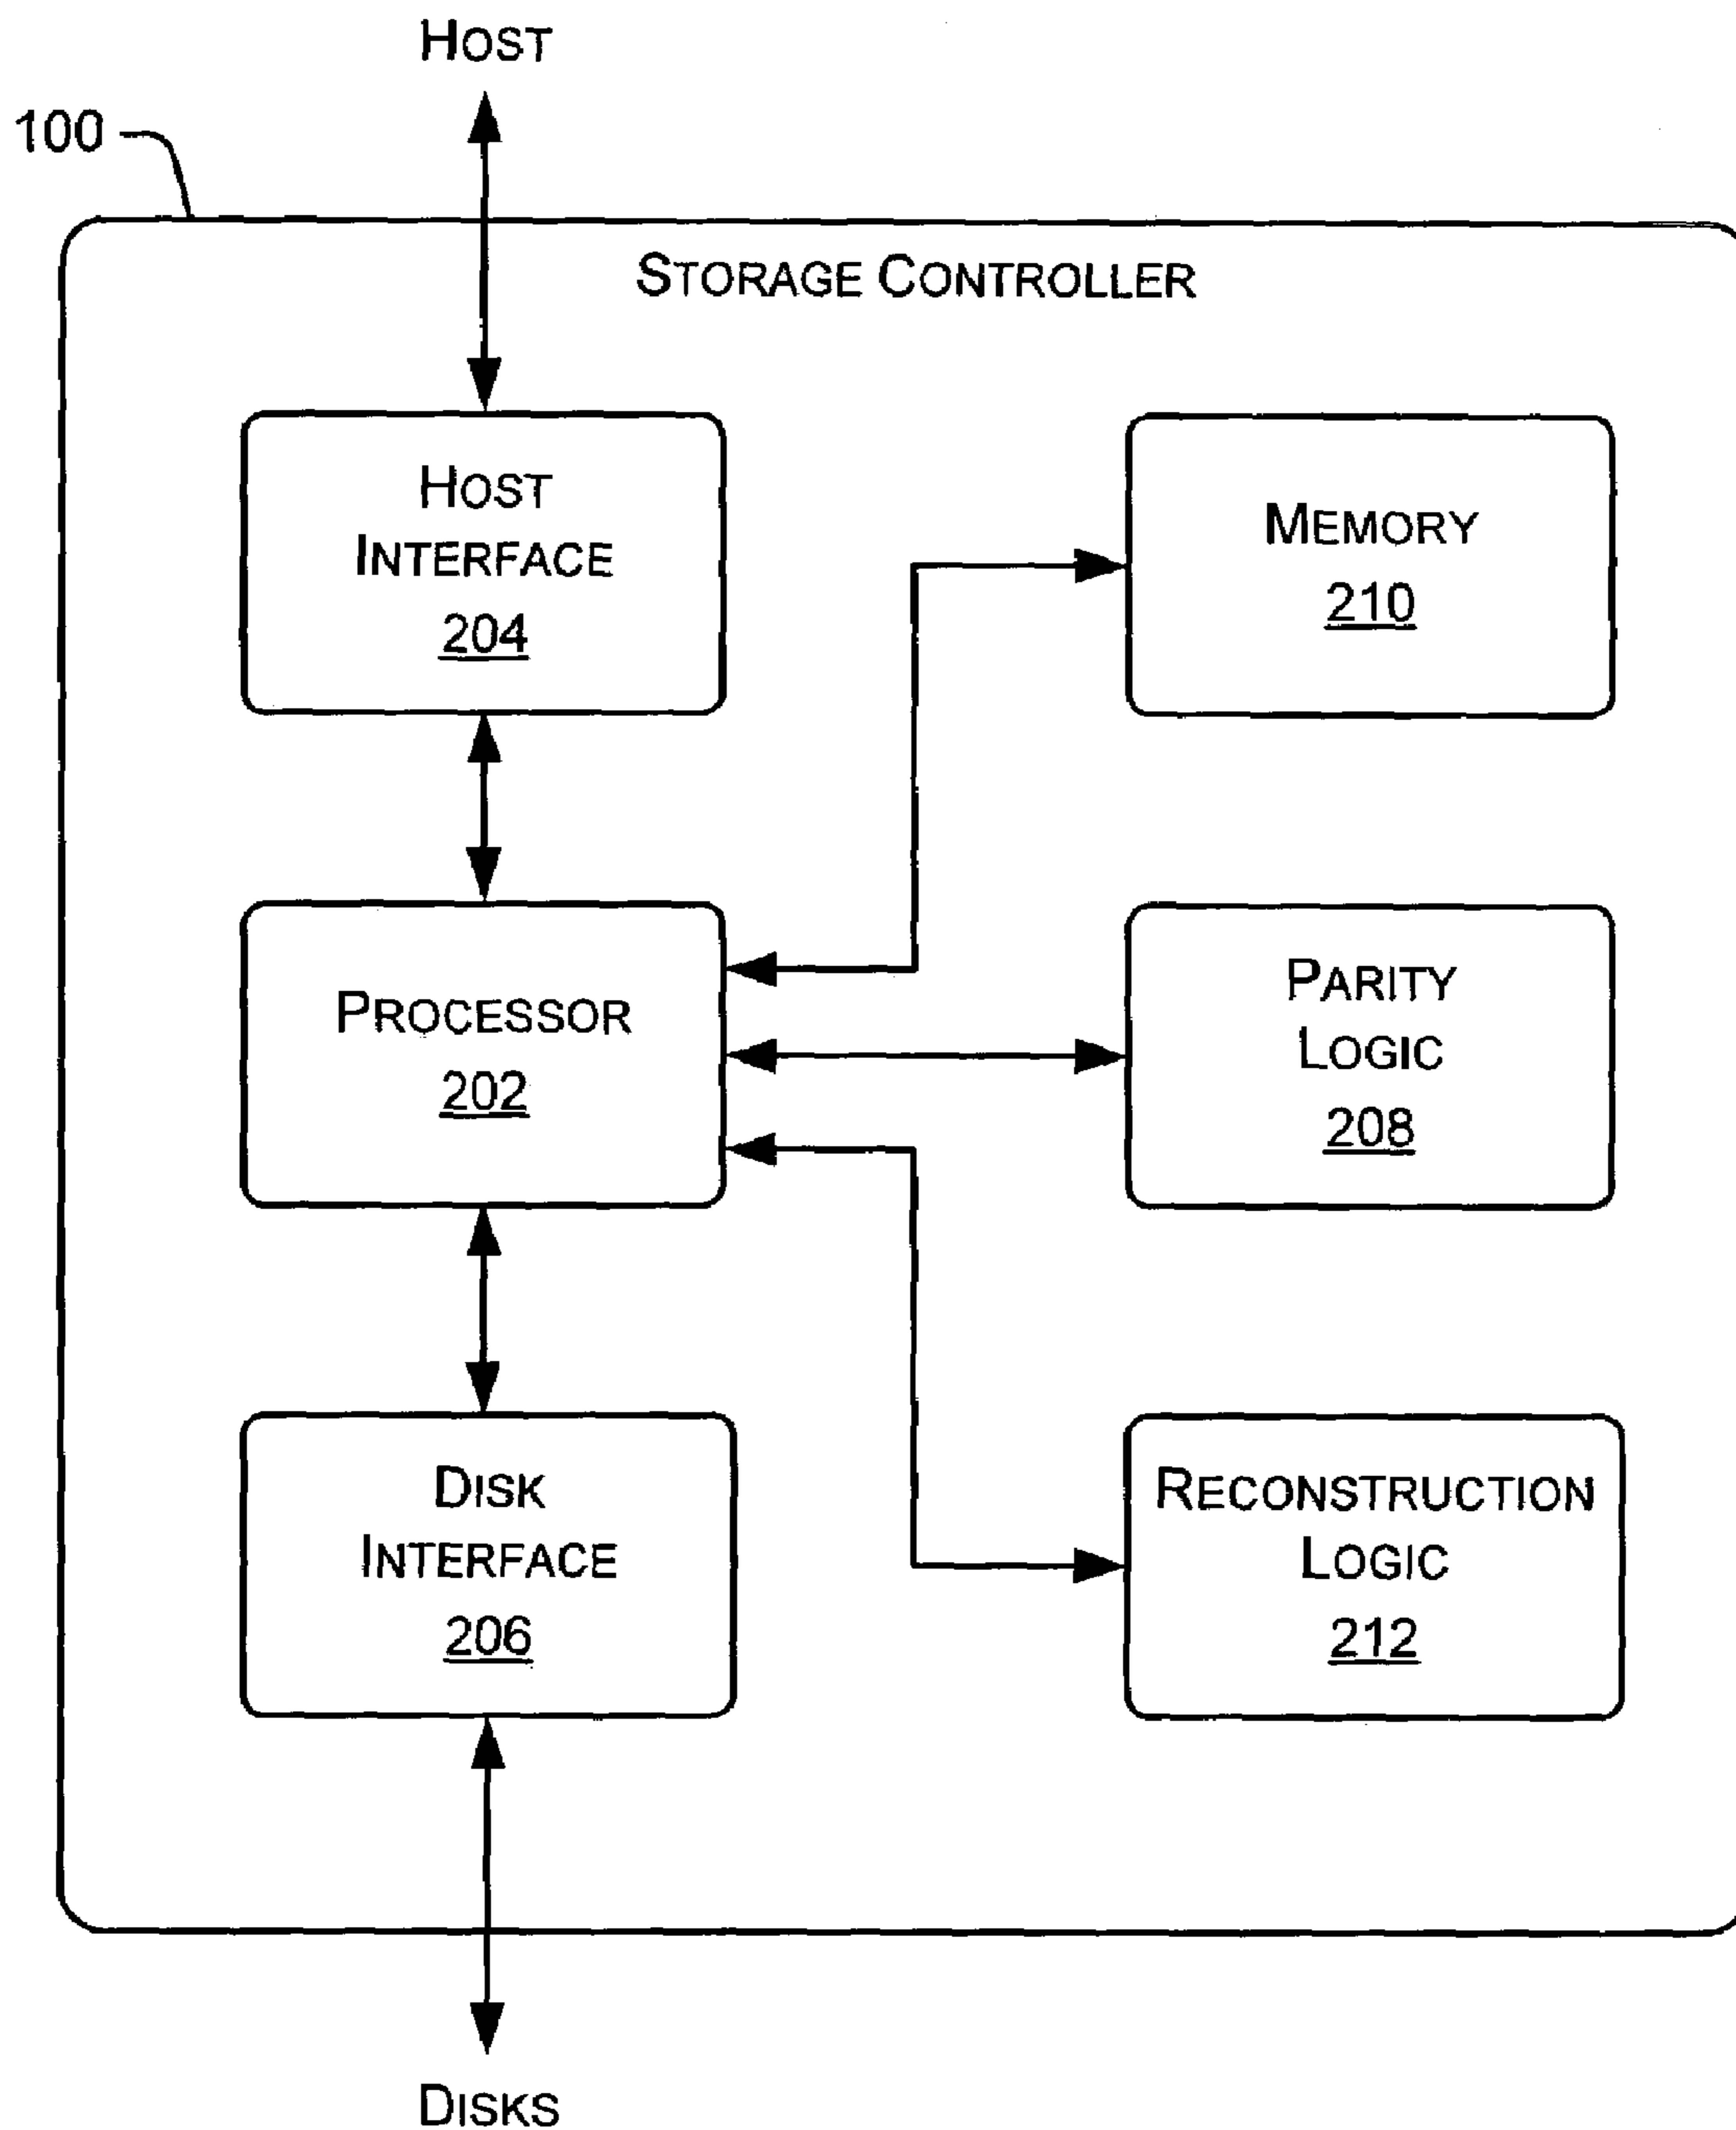 HOST
100
STORAGE CONTROLLER
HOST
INTERFACE
204
MEMORY
210
PROCESSOR
202
PARITY
LOGIC
208
DISK
INTERFACE
206
RECONSTRUCTION
LOGIC
212
DISKS